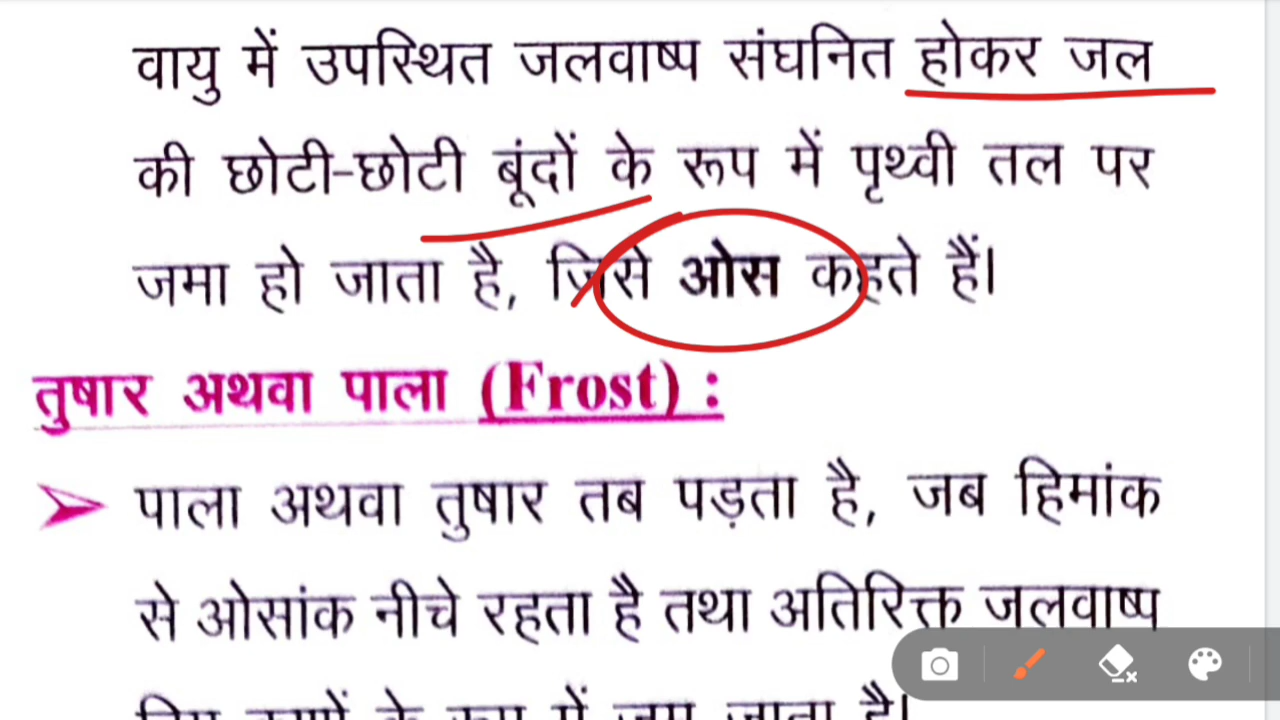 वायु में उपस्थित जलवाष्प संघनित होकर जल
की छोटी-छोटी बूंदों के रूप में पृथ्वी तल पर
जमा हो जाता है, जिसे ओस कहते हैं।
तुषार अथवा पाला (Frost) :
पाला अथवा तुषार तब पड़ता है, जब हिमांक
से ओसांक नीचे रहता है तथा अतिरिक्त जलवाष्प
के रूप में जम जाता है।